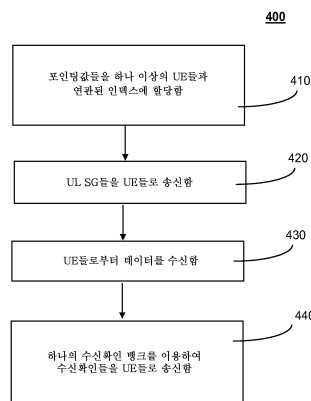 400
포인팅값들을 하나 이상의 UE들과
연관된 인덱스에 할당함
410
UL SG들을 UE들로 송신함
420
UE들로부터 데이터를 수신함
430
하나의 수신확인 뱅크를 이용하여
수신확인들을 UE들로 송신함
440